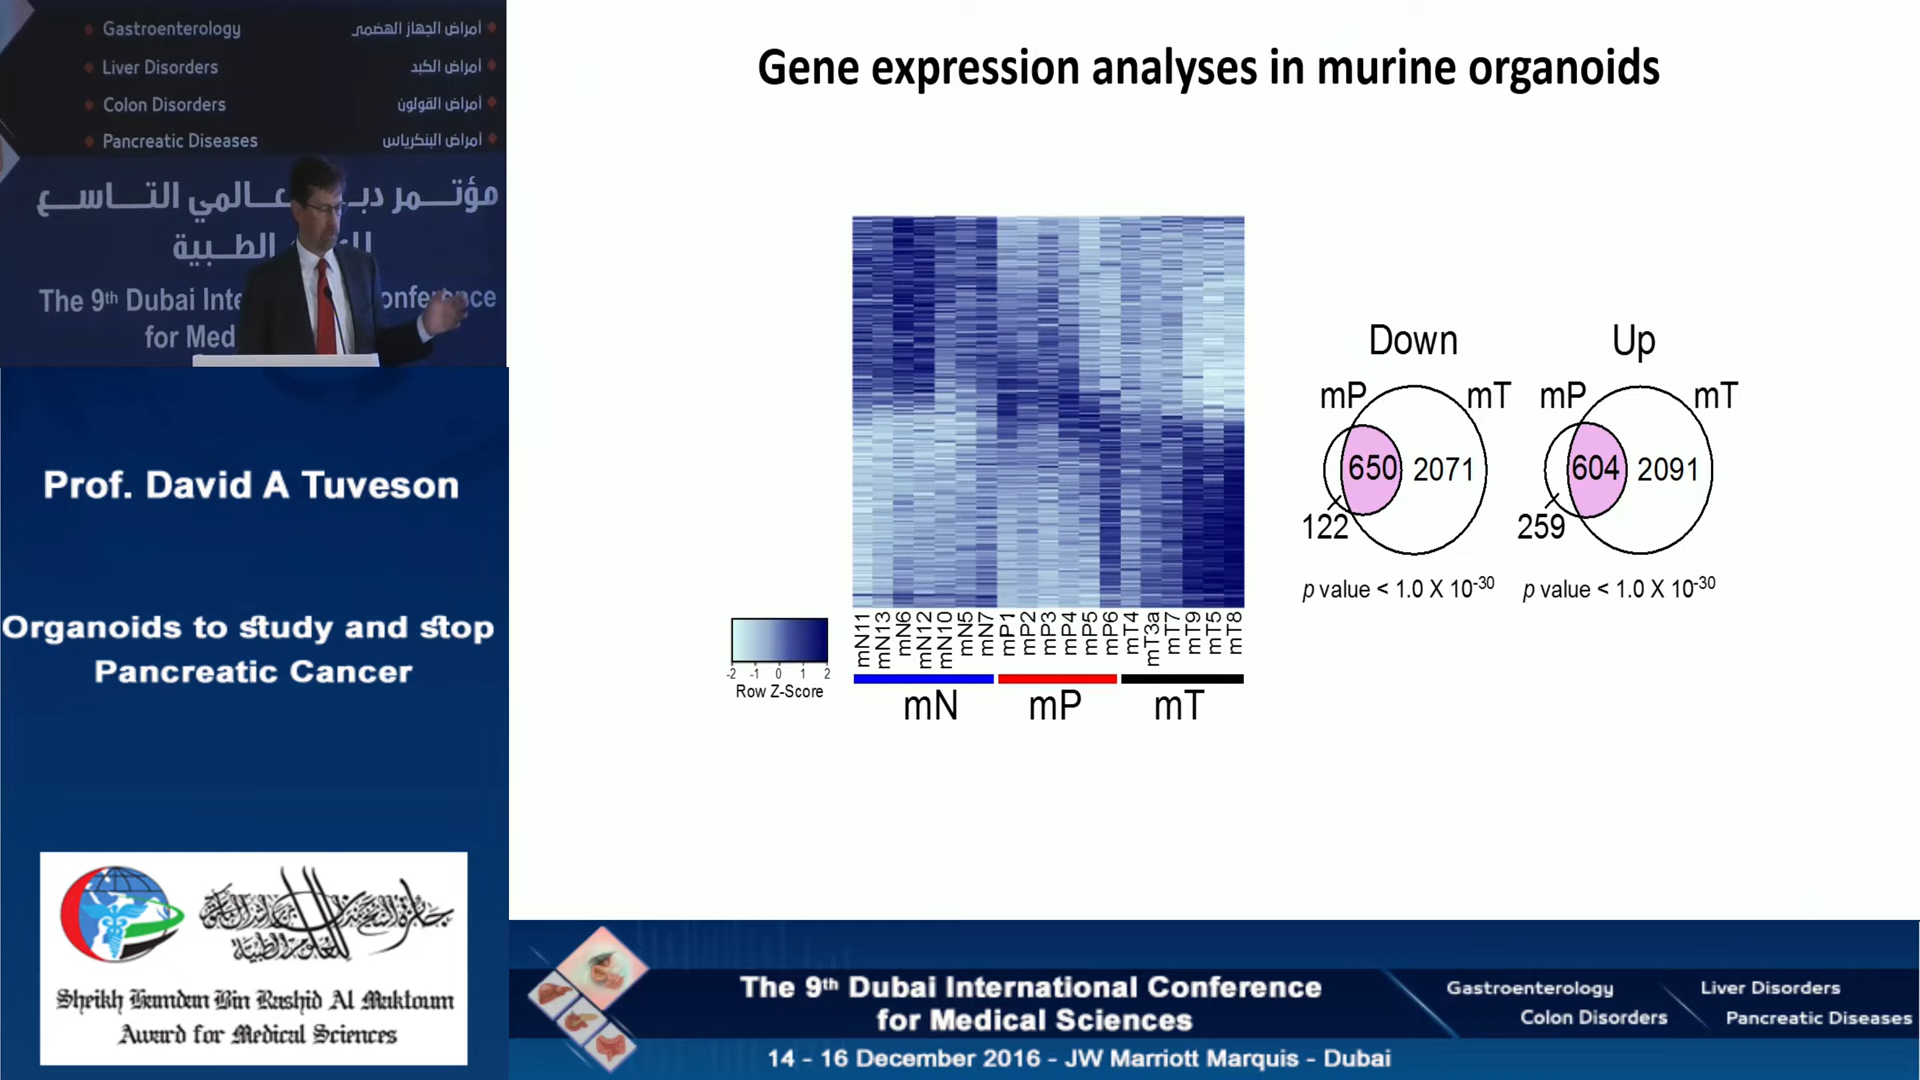 Gastroenterology أمراض الجهاز الهضمي
Liver Disorders أمراض الكبد
Colon Disorders أمراض القولون
Pancreatic Diseases أمراض البنكرياس
مؤتمر دبـ عالمي التاسع
الطبية
The 9th Dubai Inte onference
for Med
Prof. David A Tuveson
Organoids to study and stop
Pancreatic Cancer
Sheikh Hamdan Bin Rashid Al Maktoum
Award for Medical Sciences
Gene expression analyses in murine organoids
Down Up
mP mT mP mT
650 2071 604 2091
122 259
p value < 1.0 X 10-30 p value < 1.0 X 10-30
mN11 mN13 mN6 mN12 mN10 mN5 mN7 mP1 mP2 mP3 mP4 mP5 mP6 mT4 mT3a mT7 mT9 mT5 mT8
-2 -1 0 1 2
Row Z-Score
mN mP mT
The 9th Dubai International Conference
for Medical Sciences
14 - 16 December 2016 - JW Marriott Marquis - Dubai
Gastroenterology Liver Disorders
Colon Disorders Pancreatic Diseases